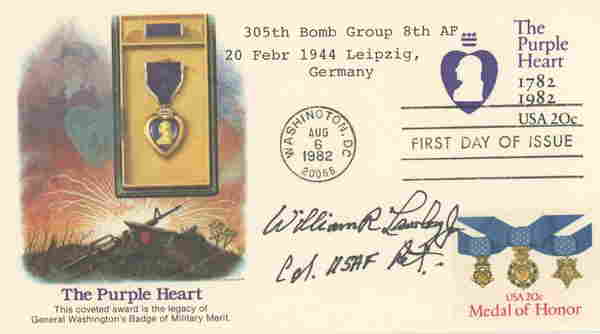 305th Bomb Group 8th AF
20 Febr 1944 Leipzig,
Germany
The
Purple
Heart
1782
1982
USA 20c
WASHINGTON, DC
AUG
6
1982
20066
FIRST DAY OF ISSUE
William R Lawley Jr.
Col. USAF Ret.
USA 20c
Medal of Honor
The Purple Heart
This coveted award is the legacy of
General Washington's Badge of Military Merit.